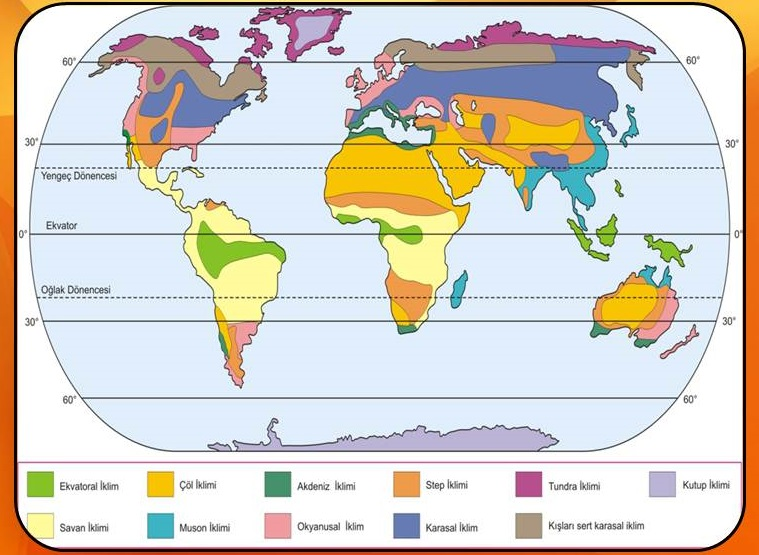 60°
60°
30°
30°
Yengeç Dönencesi
Ekvator
0°
0°
Oğlak Dönencesi
30°
30°
60°
60°
Ekvatoral İklim
Çöl İklimi
Akdeniz İklimi
Step İklimi
Tundra İklimi
Kutup İklimi
Savan İklimi
Muson İklimi
Okyanusal İklim
Karasal İklim
Kışları sert karasal iklim